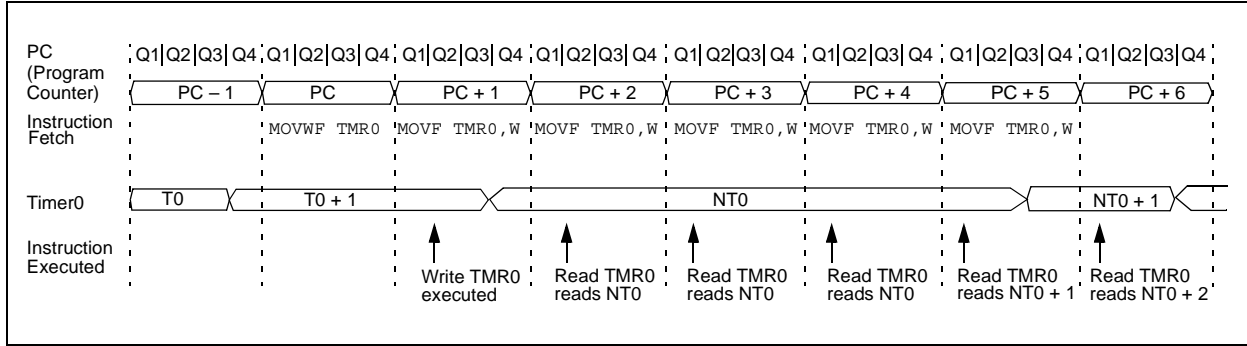 PC
(Program
Counter)
Q1|Q2|Q3|Q4 Q1|Q2|Q3|Q4 Q1|Q2|Q3|Q4 Q1|Q2|Q3|Q4 Q1|Q2|Q3|Q4 Q1|Q2|Q3|Q4 Q1|Q2|Q3|Q4 Q1|Q2|Q3|Q4
PC – 1 PC PC + 1 PC + 2 PC + 3 PC + 4 PC + 5 PC + 6
Instruction
Fetch
MOVWF TMR0 MOVF TMR0,W MOVF TMR0,W MOVF TMR0,W MOVF TMR0,W MOVF TMR0,W
Timer0
T0 T0 + 1 NT0 NT0 + 1
Instruction
Executed
Write TMR0
executed
Read TMR0
reads NT0
Read TMR0
reads NT0
Read TMR0
reads NT0
Read TMR0
reads NT0 + 1
Read TMR0
reads NT0 + 2